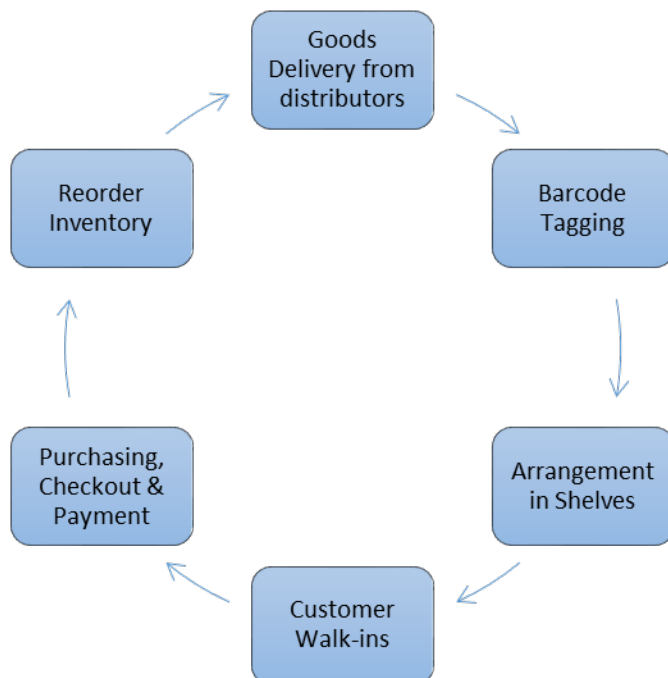 Goods
Delivery from
distributors
Barcode
Tagging
Arrangement
in Shelves
Customer
Walk-ins
Purchasing,
Checkout &
Payment
Reorder
Inventory